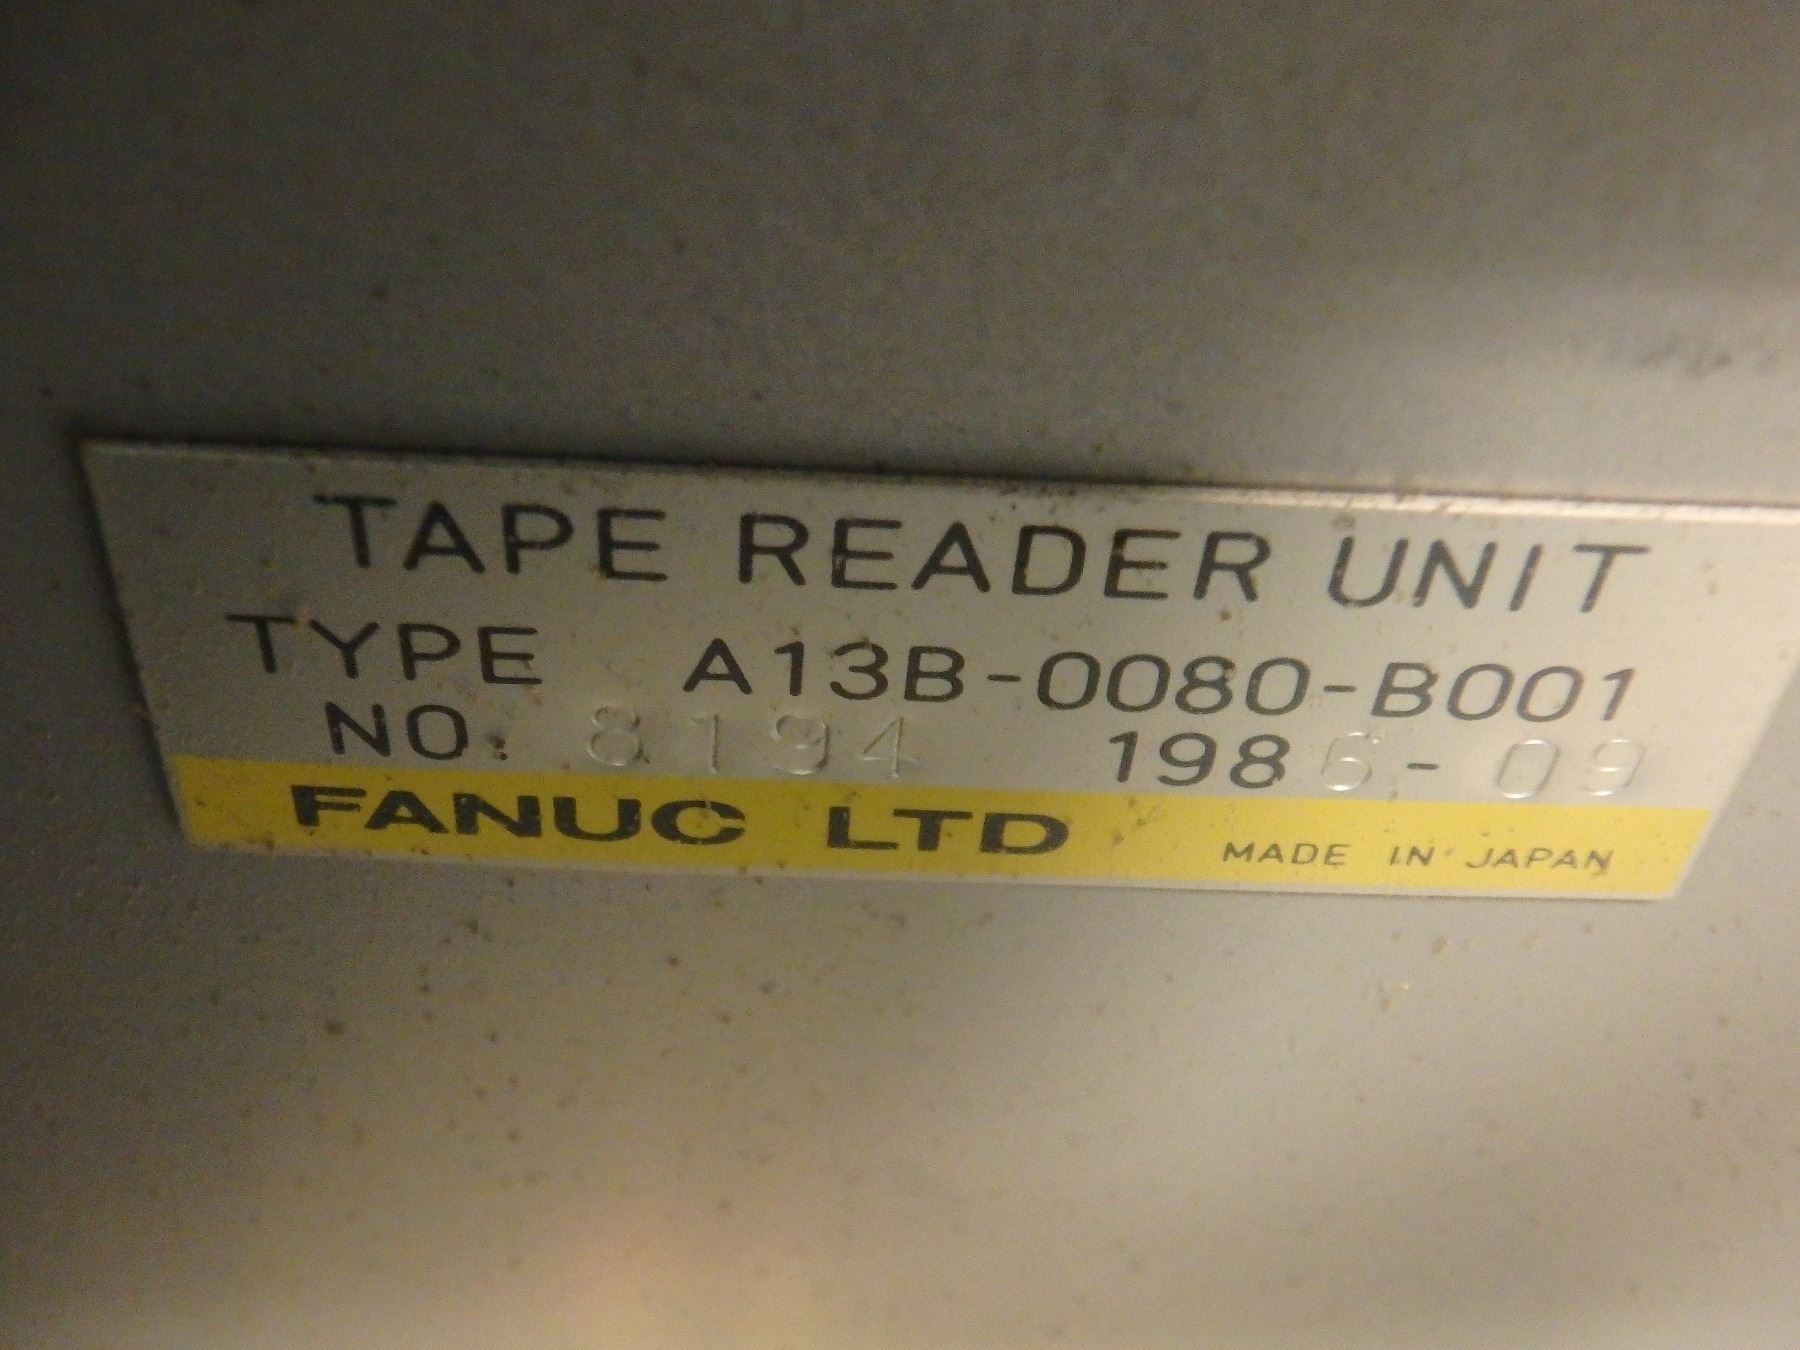 TAPE READER UNIT
TYPE A13B-0080-B001
NO. 8194 1986-09
FANUC LTD MADE IN JAPAN